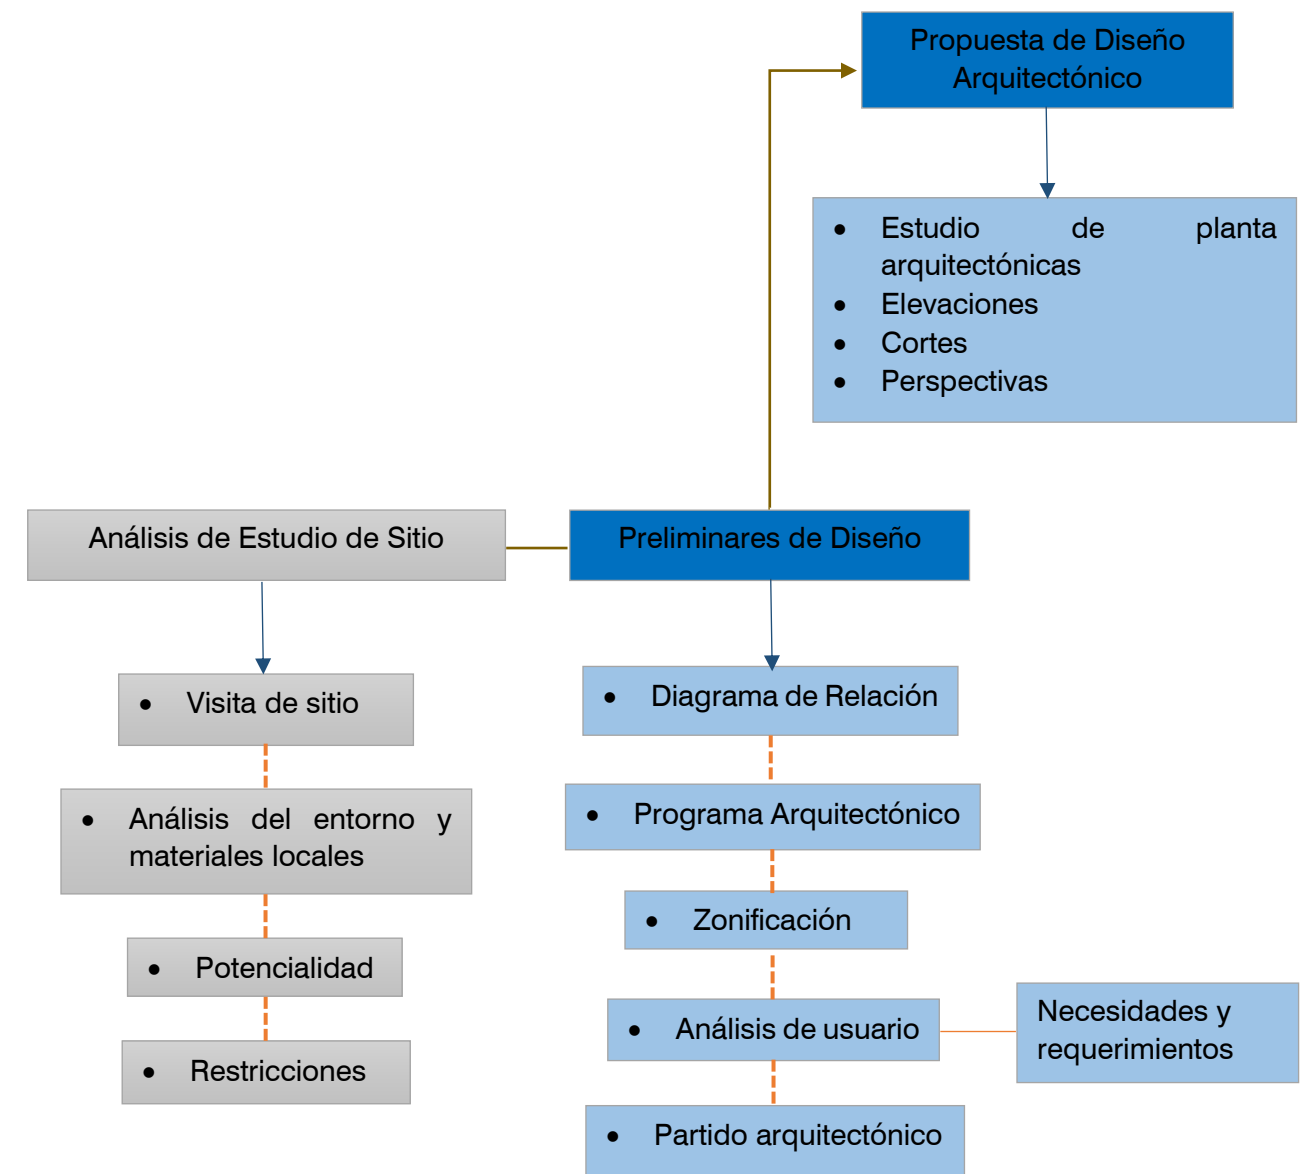 Propuesta de Diseño
Arquitectónico
• Estudio de planta
arquitectónicas
• Elevaciones
• Cortes
• Perspectivas
Análisis de Estudio de Sitio
Preliminares de Diseño
• Visita de sitio
• Análisis del entorno y
materiales locales
• Potencialidad
• Restricciones
• Diagrama de Relación
• Programa Arquitectónico
• Zonificación
• Análisis de usuario
Necesidades y
requerimientos
• Partido arquitectónico